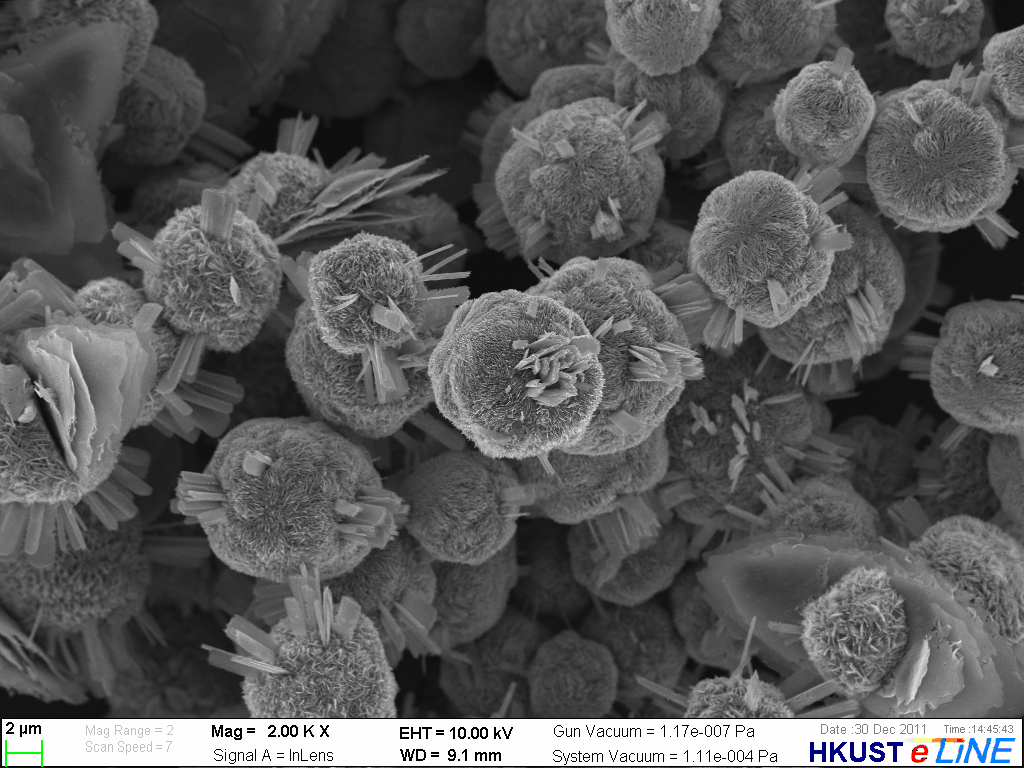 2 µm
Mag Range = 2
Scan Speed = 7
Mag = 2.00 K X
Signal A = InLens
EHT = 10.00 kV
WD = 9.1 mm
Gun Vacuum = 1.17e-007 Pa
System Vacuum = 1.11e-004 Pa
Date :30 Dec 2011 Time :14:45:43
HKUST e LiNE